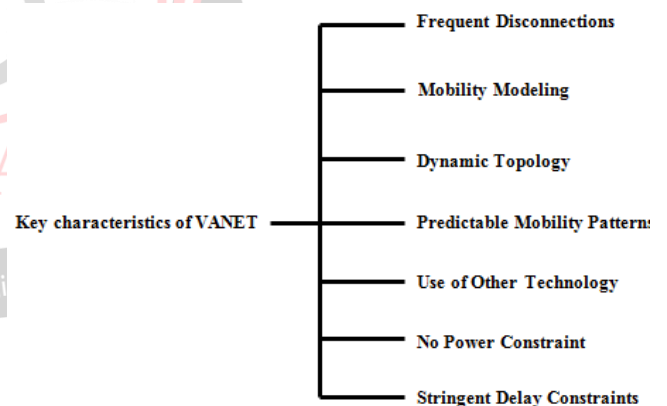 Frequent Disconnections
Mobility Modeling
Dynamic Topology
Key characteristics of VANET
Predictable Mobility Patterns
Use of Other Technology
No Power Constraint
Stringent Delay Constraints